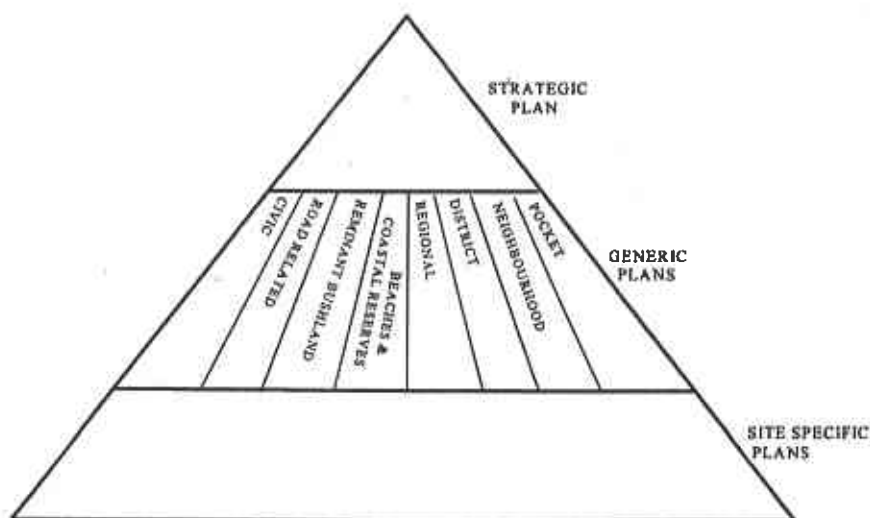 STRATEGIC
PLAN
CIVIC
ROAD RELATED
REMNANT BUSHLAND
BEACHES &
COASTAL RESERVES
REGIONAL
DISTRICT
NEIGHBOURHOOD
POCKET
GENERIC
PLANS
SITE SPECIFIC
PLANS